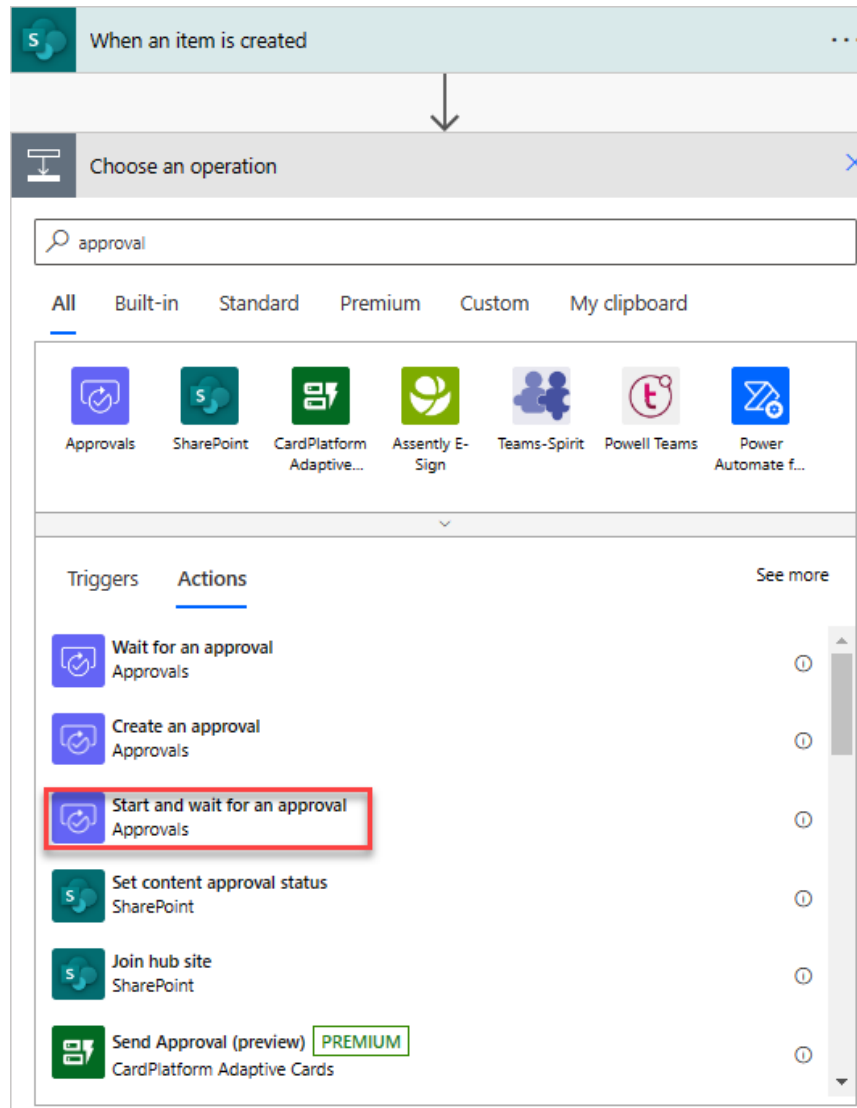 When an item is created
Choose an operation
approval
All Built-in Standard Premium Custom My clipboard
Approvals SharePoint CardPlatform Assently E- Teams-Spirit Powell Teams Power
Adaptive... Sign Automate f...
Triggers Actions See more
Wait for an approval
Approvals
Create an approval
Approvals
Start and wait for an approval
Approvals
Set content approval status
SharePoint
Join hub site
SharePoint
Send Approval (preview) PREMIUM
CardPlatform Adaptive Cards